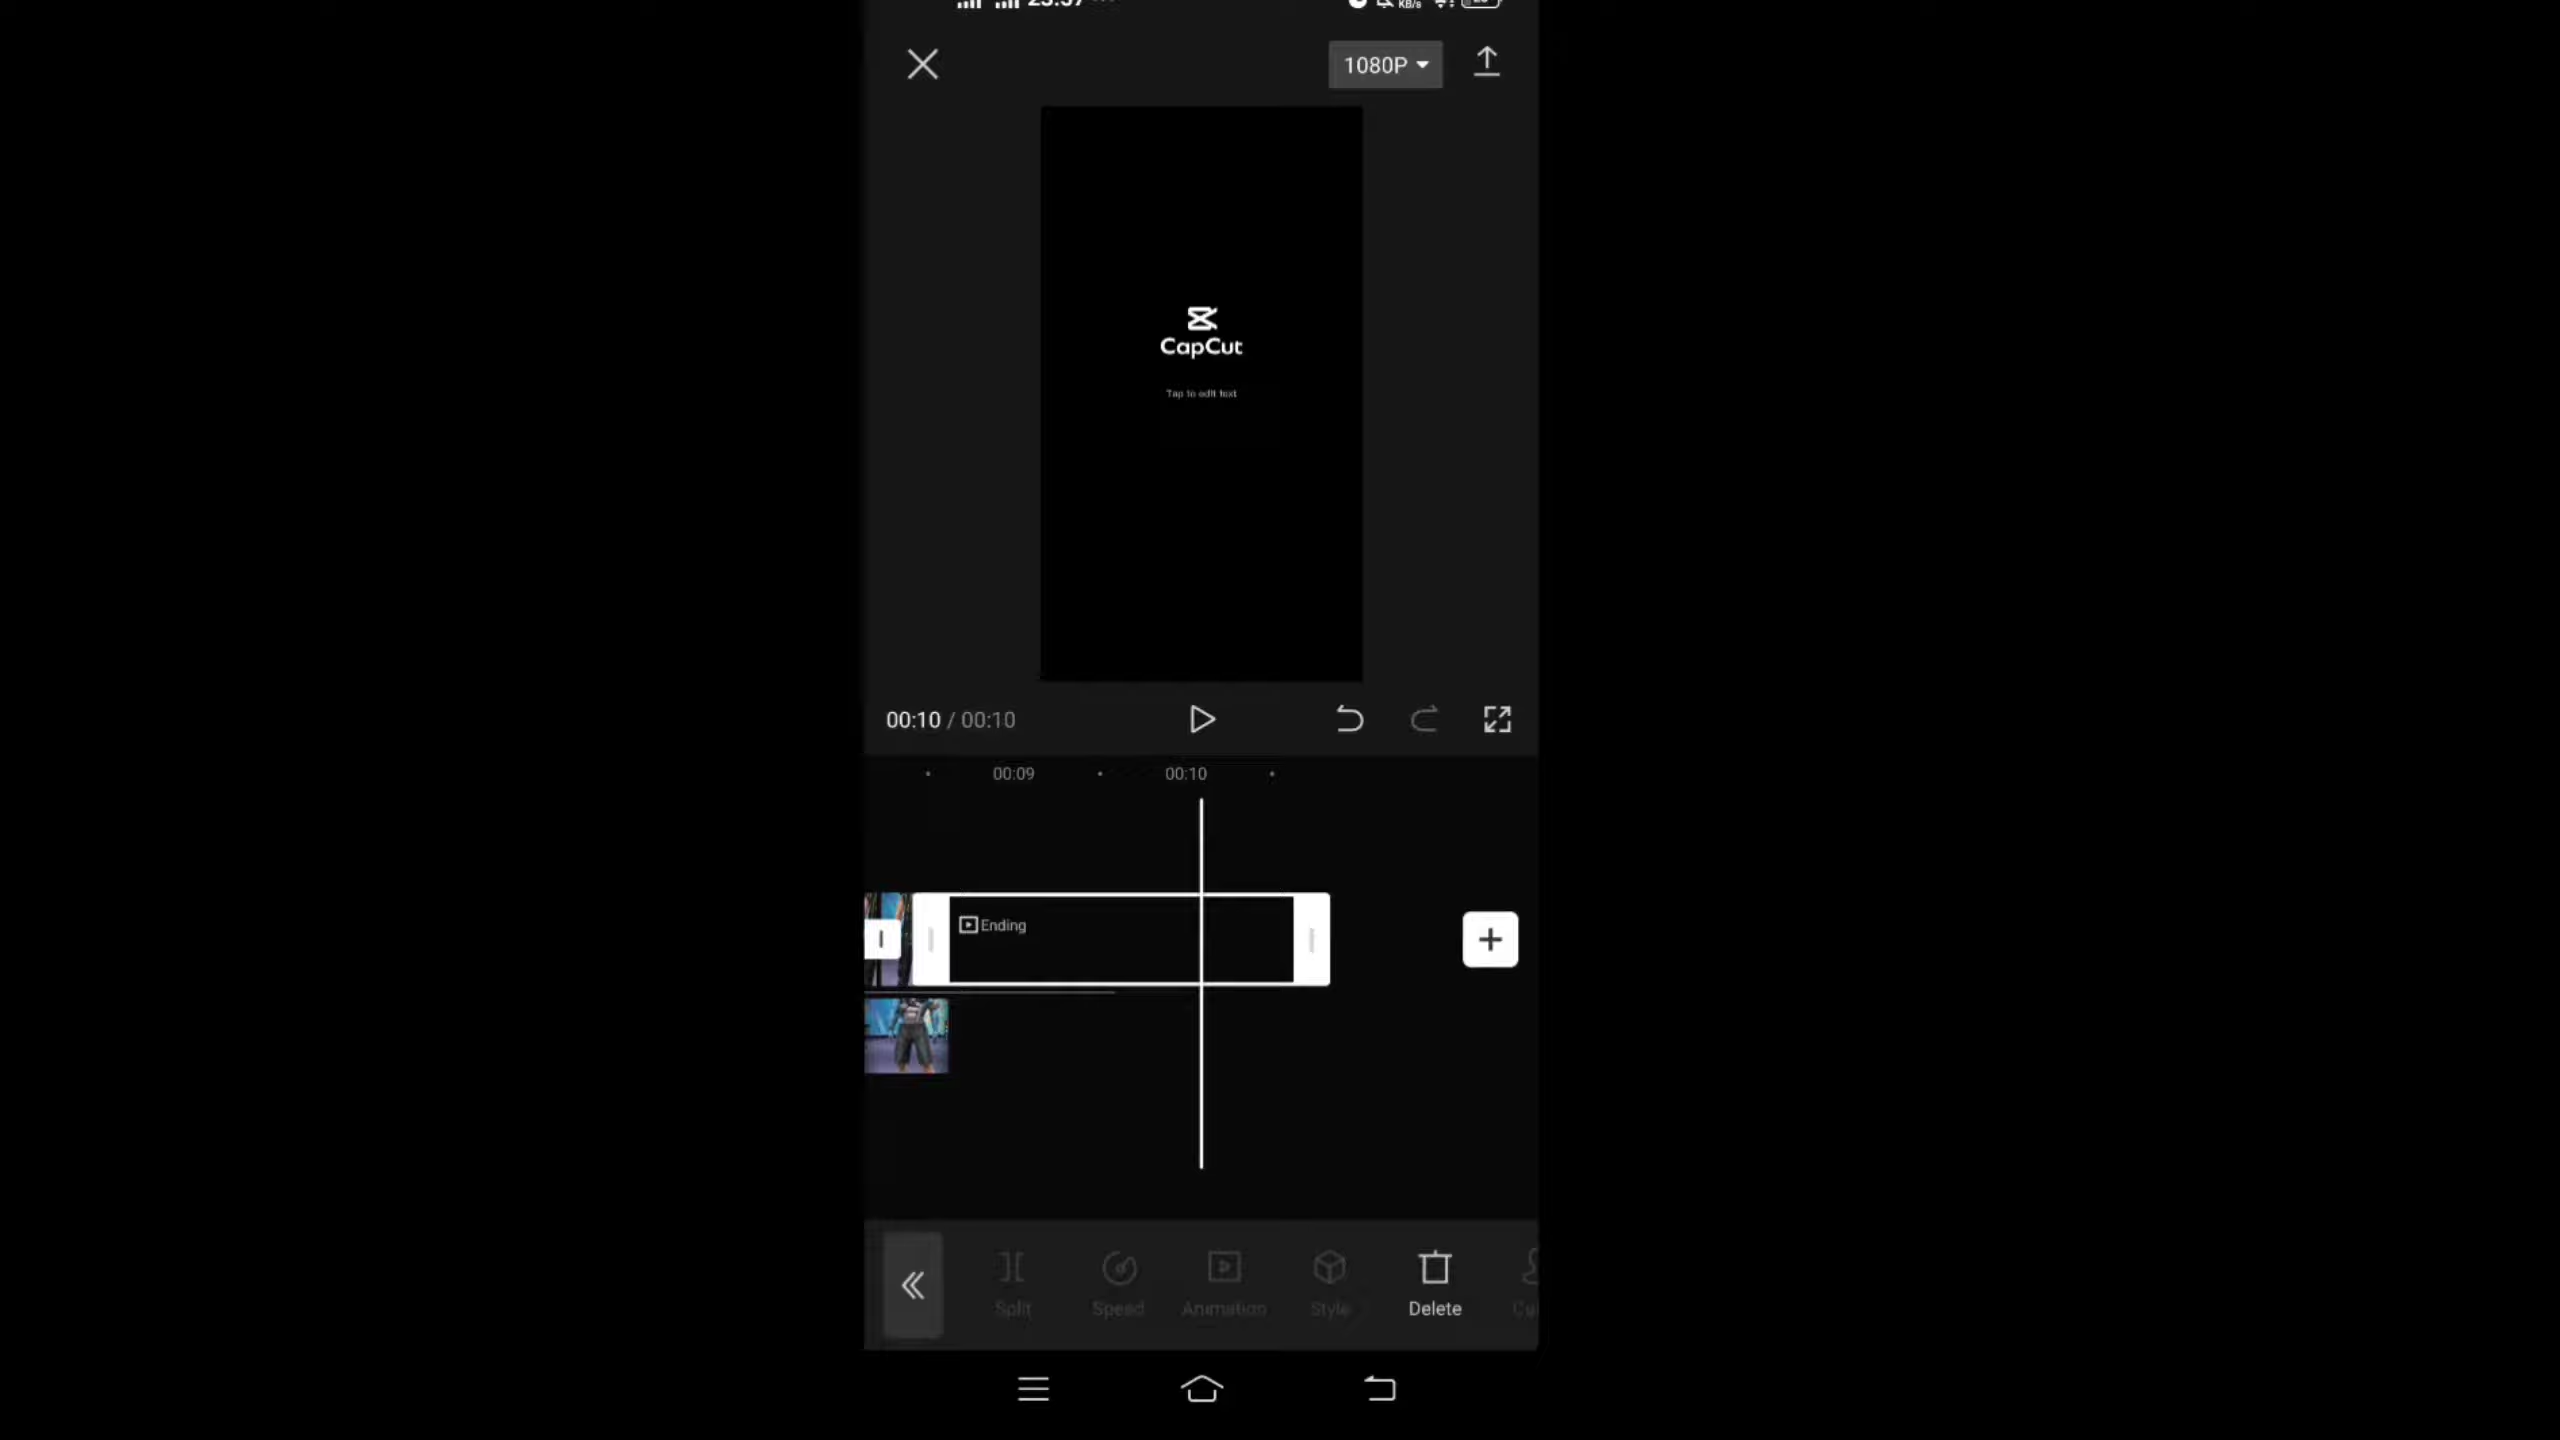 1080P
CapCut
Tap to edit text
00:10 / 00:10
00:09
00:10
Ending
Split
Speed
Animation
Style
Delete